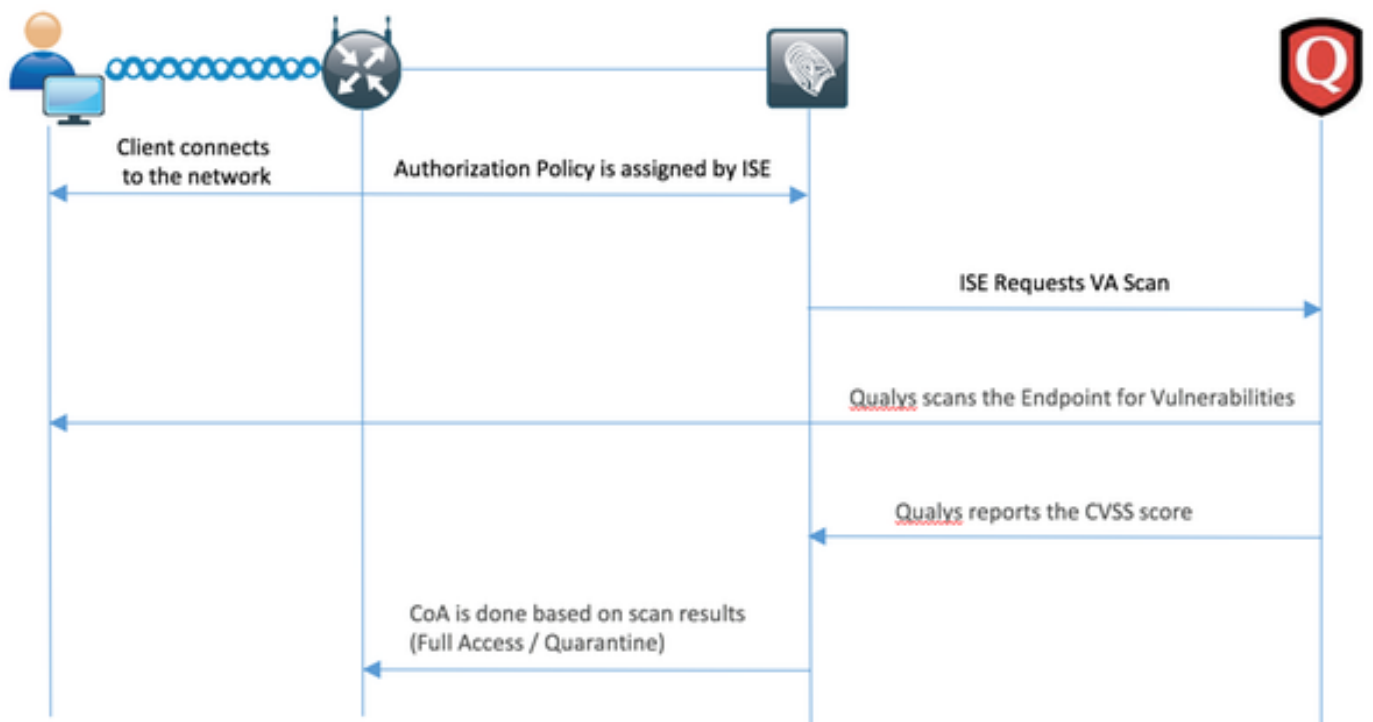 Q
Client connects
to the network
Authorization Policy is assigned by ISE
ISE Requests VA Scan
Qualys scans the Endpoint for Vulnerabilities
Qualys reports the CVSS score
CoA is done based on scan results
(Full Access / Quarantine)